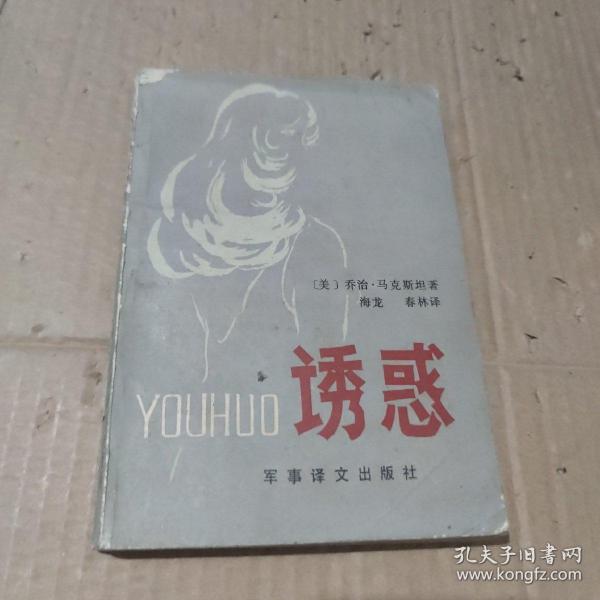 〔美〕乔治·马克斯坦著
海龙 春林译
YOUHUO 诱惑
军事译文出版社
孔夫子旧书网
www.kongfz.com